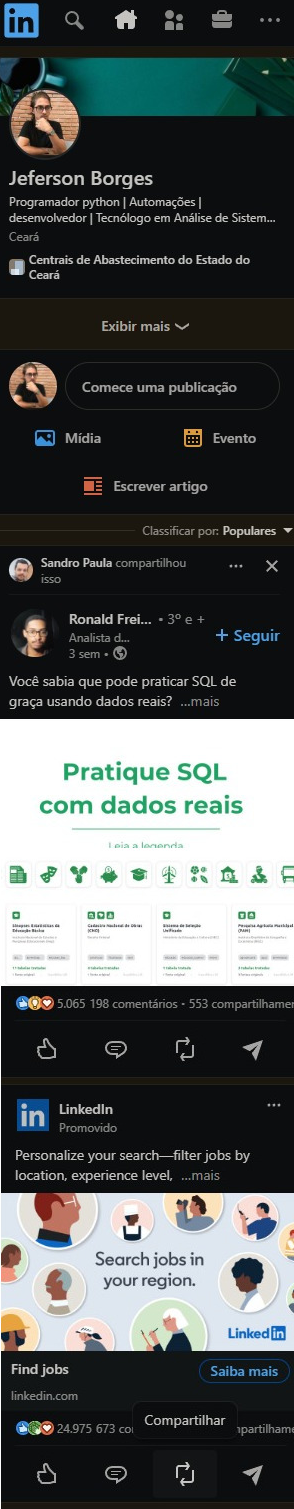 in
Jeferson Borges
Programador python | Automações |
desenvolvedor | Tecnólogo em Análise de Sistem...
Ceará
Centrais de Abastecimento do Estado do
Ceará
Exibir mais
Comece uma publicação
Mídia
Evento
Escrever artigo
Classificar por: Populares
Sandro Paula compartilhou
isso
Ronald Frei... • 3º e +
Analista d...
3 sem •
+ Seguir
Você sabia que pode praticar SQL de
graça usando dados reais? ...mais
Pratique SQL
com dados reais
Leia a legenda
Sinopses Estatísticas da
Educação Básica
Cadastro Nacional de Obras
(CNO)
Sistema de Seleção
Unificada
Pesquisa Agrícola Municipal
(PAM)
5.065 198 comentários • 553 compartilhamen
in
LinkedIn
Promovido
Personalize your search—filter jobs by
location, experience level, ...mais
Search jobs in
your region.
Linkedin
Find jobs
Saiba mais
linkedin.com
Compartilhar
24.975 673 co
mpartilhame